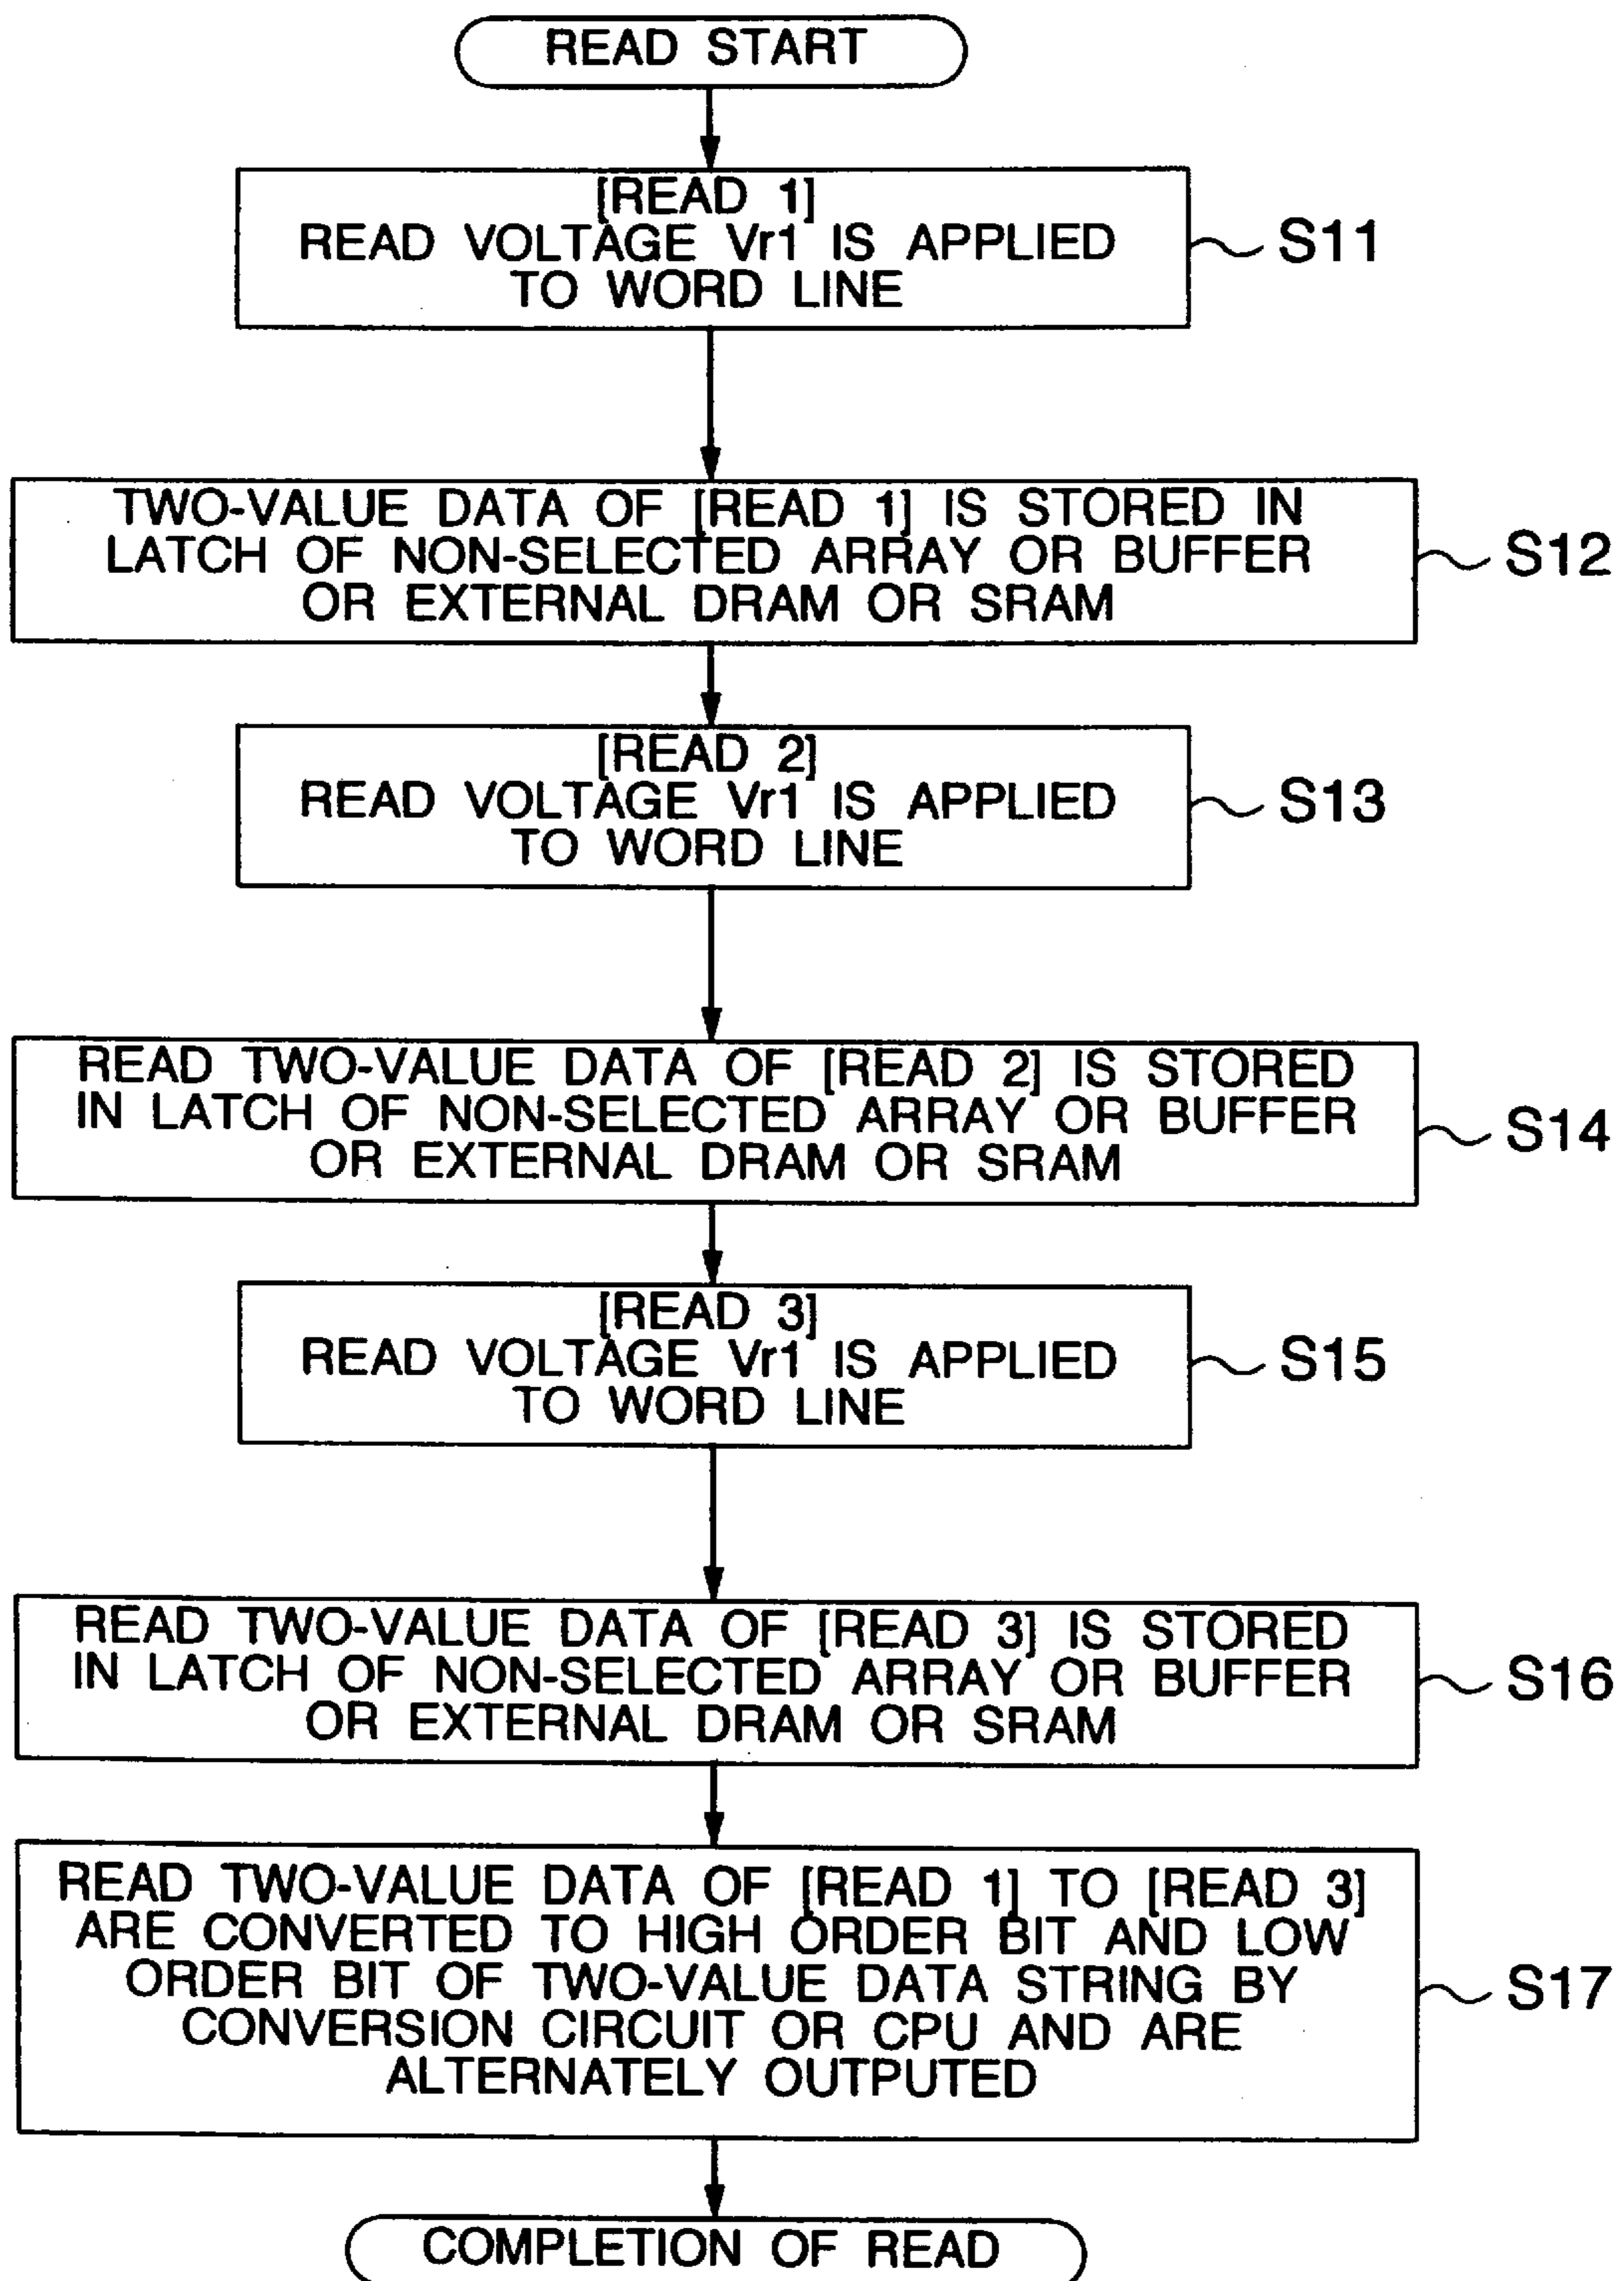 READ START
[READ 1]
READ VOLTAGE Vr1 IS APPLIED
TO WORD LINE
S11
TWO-VALUE DATA OF [READ 1] IS STORED IN
LATCH OF NON-SELECTED ARRAY OR BUFFER
OR EXTERNAL DRAM OR SRAM
S12
[READ 2]
READ VOLTAGE Vr1 IS APPLIED
TO WORD LINE
S13
READ TWO-VALUE DATA OF [READ 2] IS STORED
IN LATCH OF NON-SELECTED ARRAY OR BUFFER
OR EXTERNAL DRAM OR SRAM
S14
[READ 3]
READ VOLTAGE Vr1 IS APPLIED
TO WORD LINE
S15
READ TWO-VALUE DATA OF [READ 3] IS STORED
IN LATCH OF NON-SELECTED ARRAY OR BUFFER
OR EXTERNAL DRAM OR SRAM
S16
READ TWO-VALUE DATA OF [READ 1] TO [READ 3]
ARE CONVERTED TO HIGH ORDER BIT AND LOW
ORDER BIT OF TWO-VALUE DATA STRING BY
CONVERSION CIRCUIT OR CPU AND ARE
ALTERNATELY OUTPUTED
S17
COMPLETION OF READ